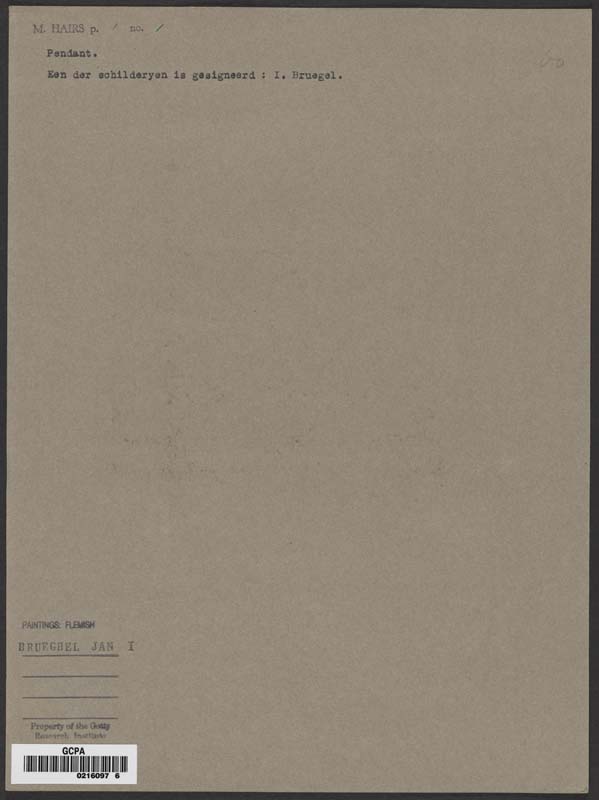 M. HAIRS p. / no. /
Pendant.
Een der schilderyen is gesigneerd : I. Bruegel.
PAINTINGS: FLEMISH
BRUEGHEL JAN I
Property of the Getty
Research Institute
GCPA
0216097 6